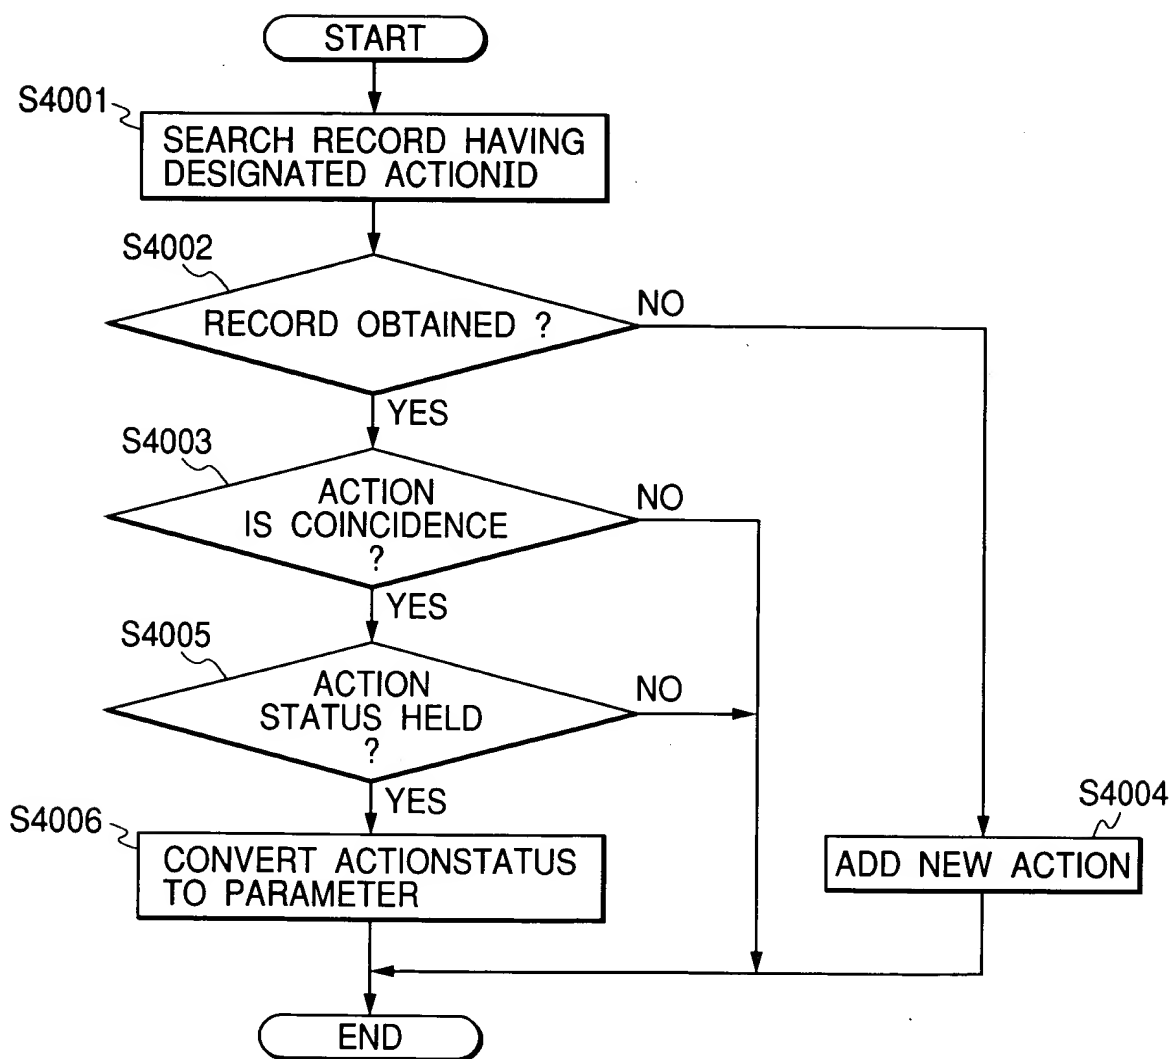 START
S4001
SEARCH RECORD HAVING
DESIGNATED ACTIONID
S4002
RECORD OBTAINED ?
NO
YES
S4003
ACTION
IS COINCIDENCE
?
NO
YES
S4005
ACTION
STATUS HELD
?
NO
YES
S4006
CONVERT ACTIONSTATUS
TO PARAMETER
S4004
ADD NEW ACTION
END